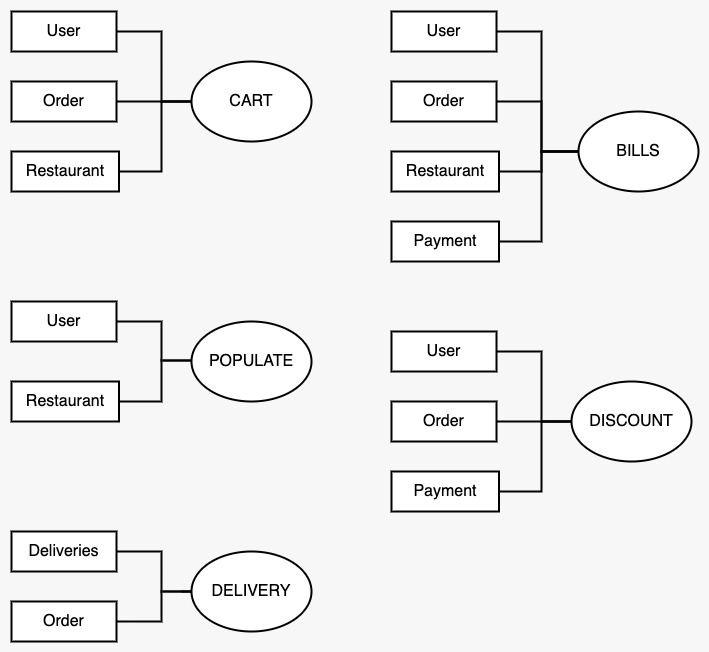 User
Order
Restaurant
CART
User
Order
Restaurant
Payment
BILLS
User
Restaurant
POPULATE
User
Order
Payment
DISCOUNT
Deliveries
Order
DELIVERY